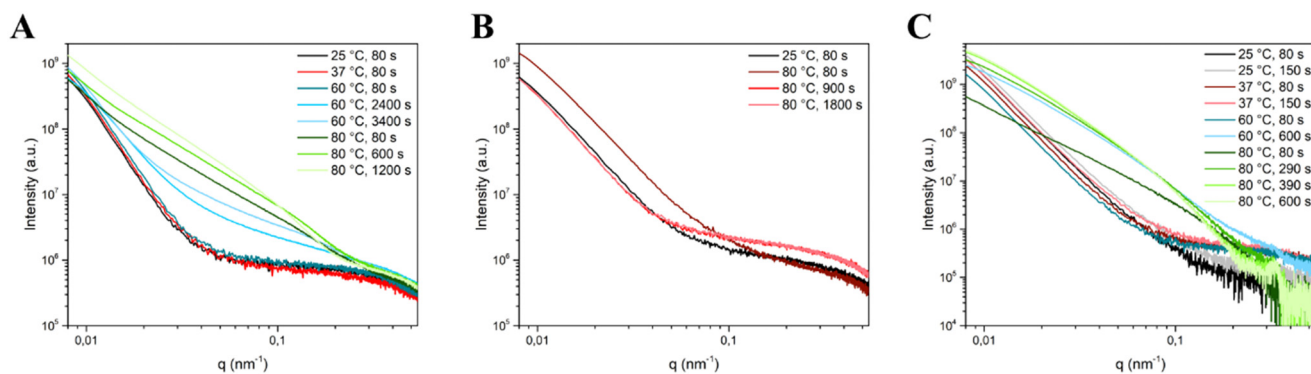 A
25 °C, 80 s
37 °C, 80 s
60 °C, 80 s
60 °C, 2400 s
60 °C, 3400 s
80 °C, 80 s
80 °C, 600 s
80 °C, 1200 s
Intensity (a.u.)
10⁹
10⁸
10⁷
10⁶
10⁵
0,01
0,1
q (nm⁻¹)
B
25 °C, 80 s
80 °C, 80 s
80 °C, 900 s
80 °C, 1800 s
Intensity (a.u.)
10⁹
10⁸
10⁷
10⁶
10⁵
0,01
0,1
q (nm⁻¹)
C
25 °C, 80 s
25 °C, 150 s
37 °C, 80 s
37 °C, 150 s
60 °C, 80 s
60 °C, 600 s
80 °C, 80 s
80 °C, 290 s
80 °C, 390 s
80 °C, 600 s
Intensity (a.u.)
10⁹
10⁸
10⁷
10⁶
10⁵
10⁴
0,01
0,1
q (nm⁻¹)